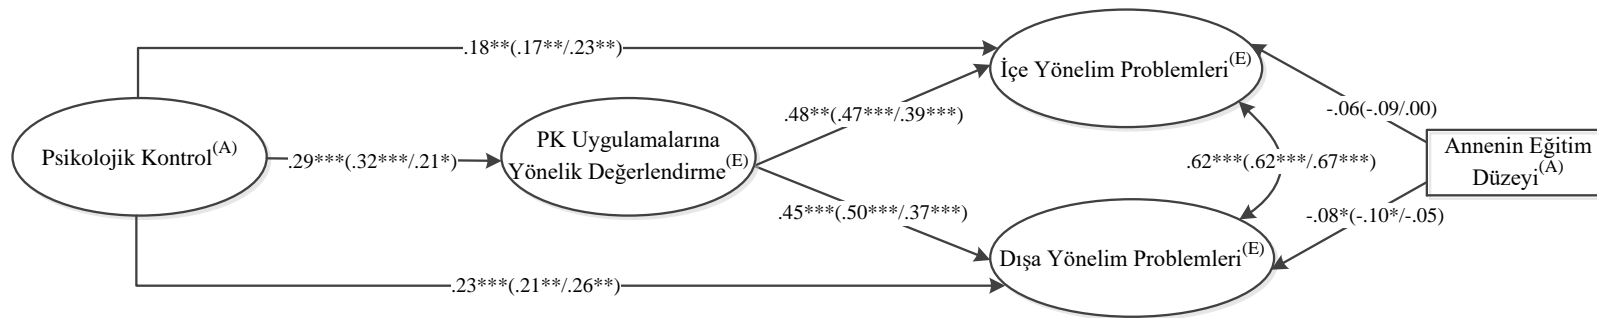 .18**(.17**/.23**)
İçe Yönelim Problemleri(E)
-.06(-.09/.00)
.48**(.47***/.39***)
PK Uygulamalarına
Yönelik Değerlendirme(E)
Psikolojik Kontrol(A)
.29***(.32***/.21*)
.62***(.62***/.67***)
Annenin Eğitim
Düzeyi(A)
.45***(.50***/.37***)
-.08*(-.10*/-.05)
Dışa Yönelim Problemleri(E)
.23***(.21**/.26**)